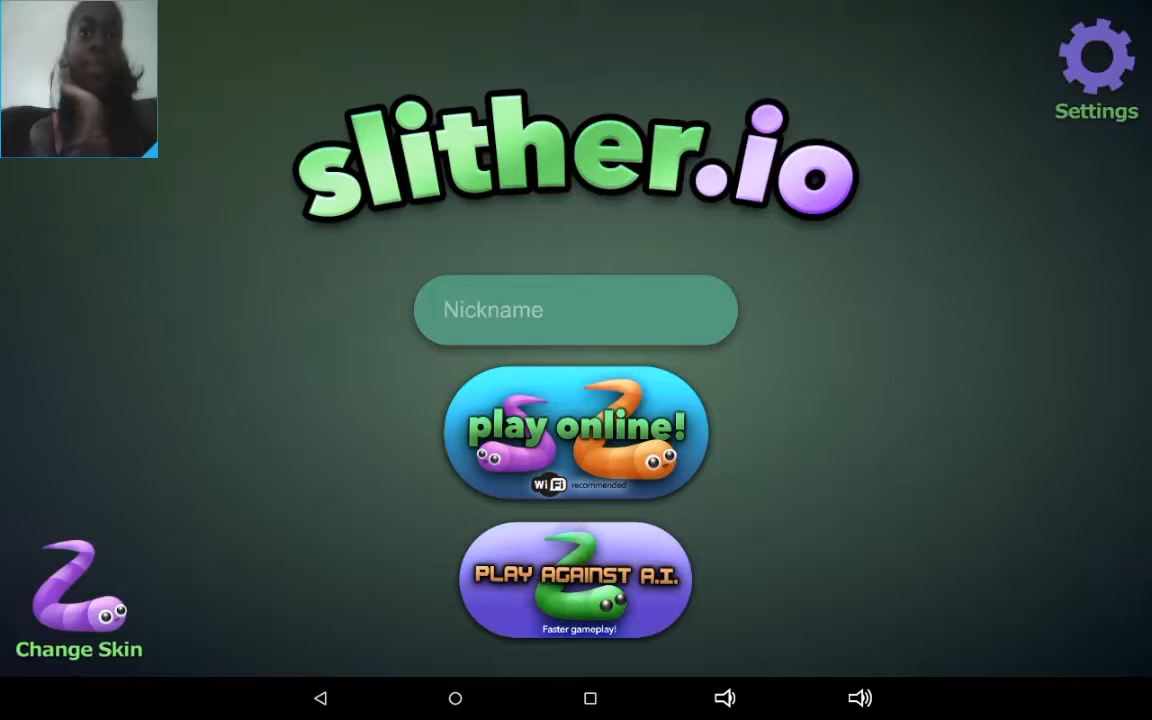 Settings
slither.io
Nickname
play online!
WiFi recommended
PLAY AGAINST A.I.
Faster gameplay!
Change Skin